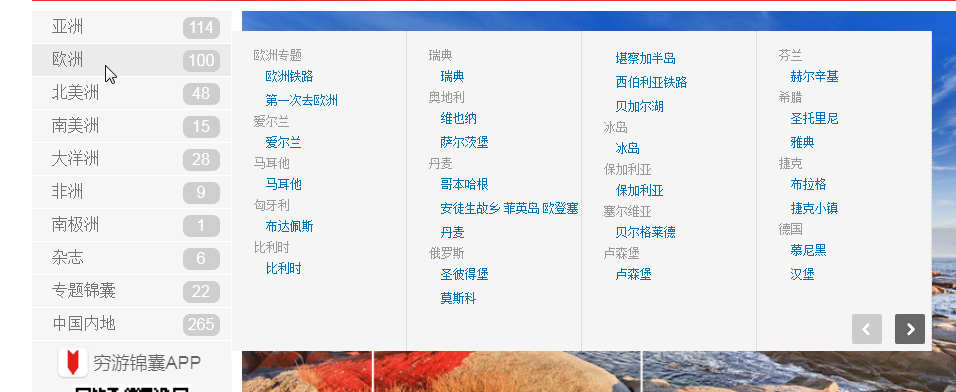 亚洲 114
欧洲 100
北美洲 48
南美洲 15
大洋洲 28
非洲 9
南极洲 1
杂志 6
专题锦囊 22
中国内地 265
穷游锦囊APP
欧洲专题
欧洲铁路
第一次去欧洲
爱尔兰
爱尔兰
马耳他
马耳他
匈牙利
布达佩斯
比利时
比利时
瑞典
瑞典
奥地利
维也纳
萨尔茨堡
丹麦
哥本哈根
安徒生故乡 菲英岛 欧登塞
丹麦
俄罗斯
圣彼得堡
莫斯科
堪察加半岛
西伯利亚铁路
贝加尔湖
冰岛
冰岛
保加利亚
保加利亚
塞尔维亚
贝尔格莱德
卢森堡
卢森堡
芬兰
赫尔辛基
希腊
圣托里尼
雅典
捷克
布拉格
捷克小镇
德国
慕尼黑
汉堡